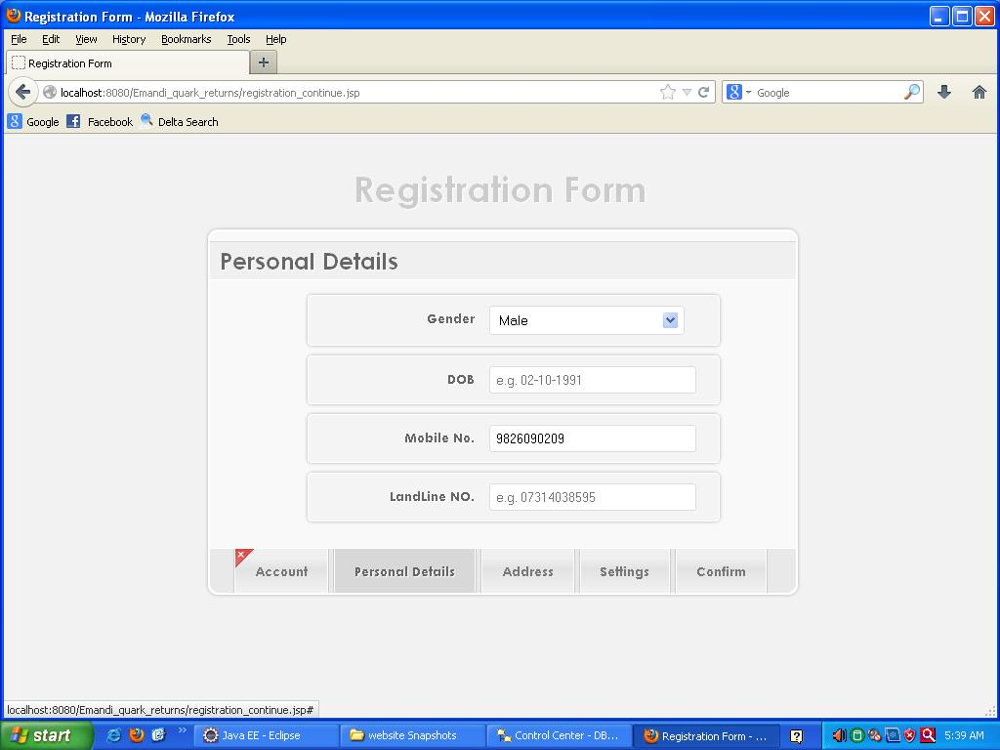 Registration Form - Mozilla Firefox
File Edit View History Bookmarks Tools Help
Registration Form
localhost:8080/Emandi_quark_returns/registration_continue.jsp Google
Google Facebook Delta Search
Registration Form
Personal Details
Gender Male
DOB e.g. 02-10-1991
Mobile No. 9826090209
LandLine NO. e.g. 07314038595
Account Personal Details Address Settings Confirm
localhost:8080/Emandi_quark_returns/registration_continue.jsp#
start Java EE - Eclipse website Snapshots Control Center - DB... Registration Form - ... 5:39 AM